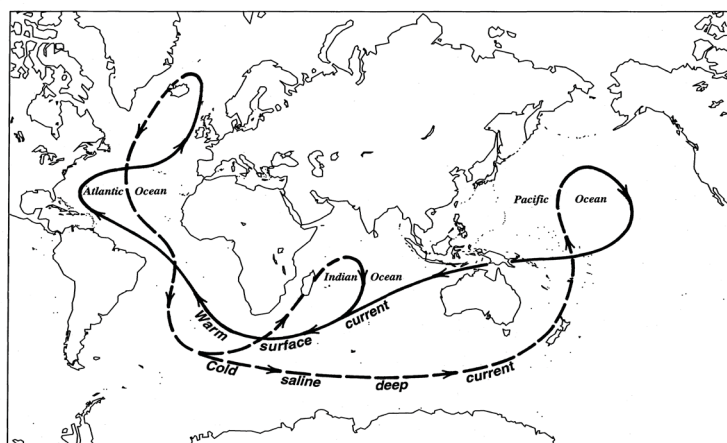 Atlantic Ocean
Pacific Ocean
Indian Ocean
Warm surface current
Cold saline deep current